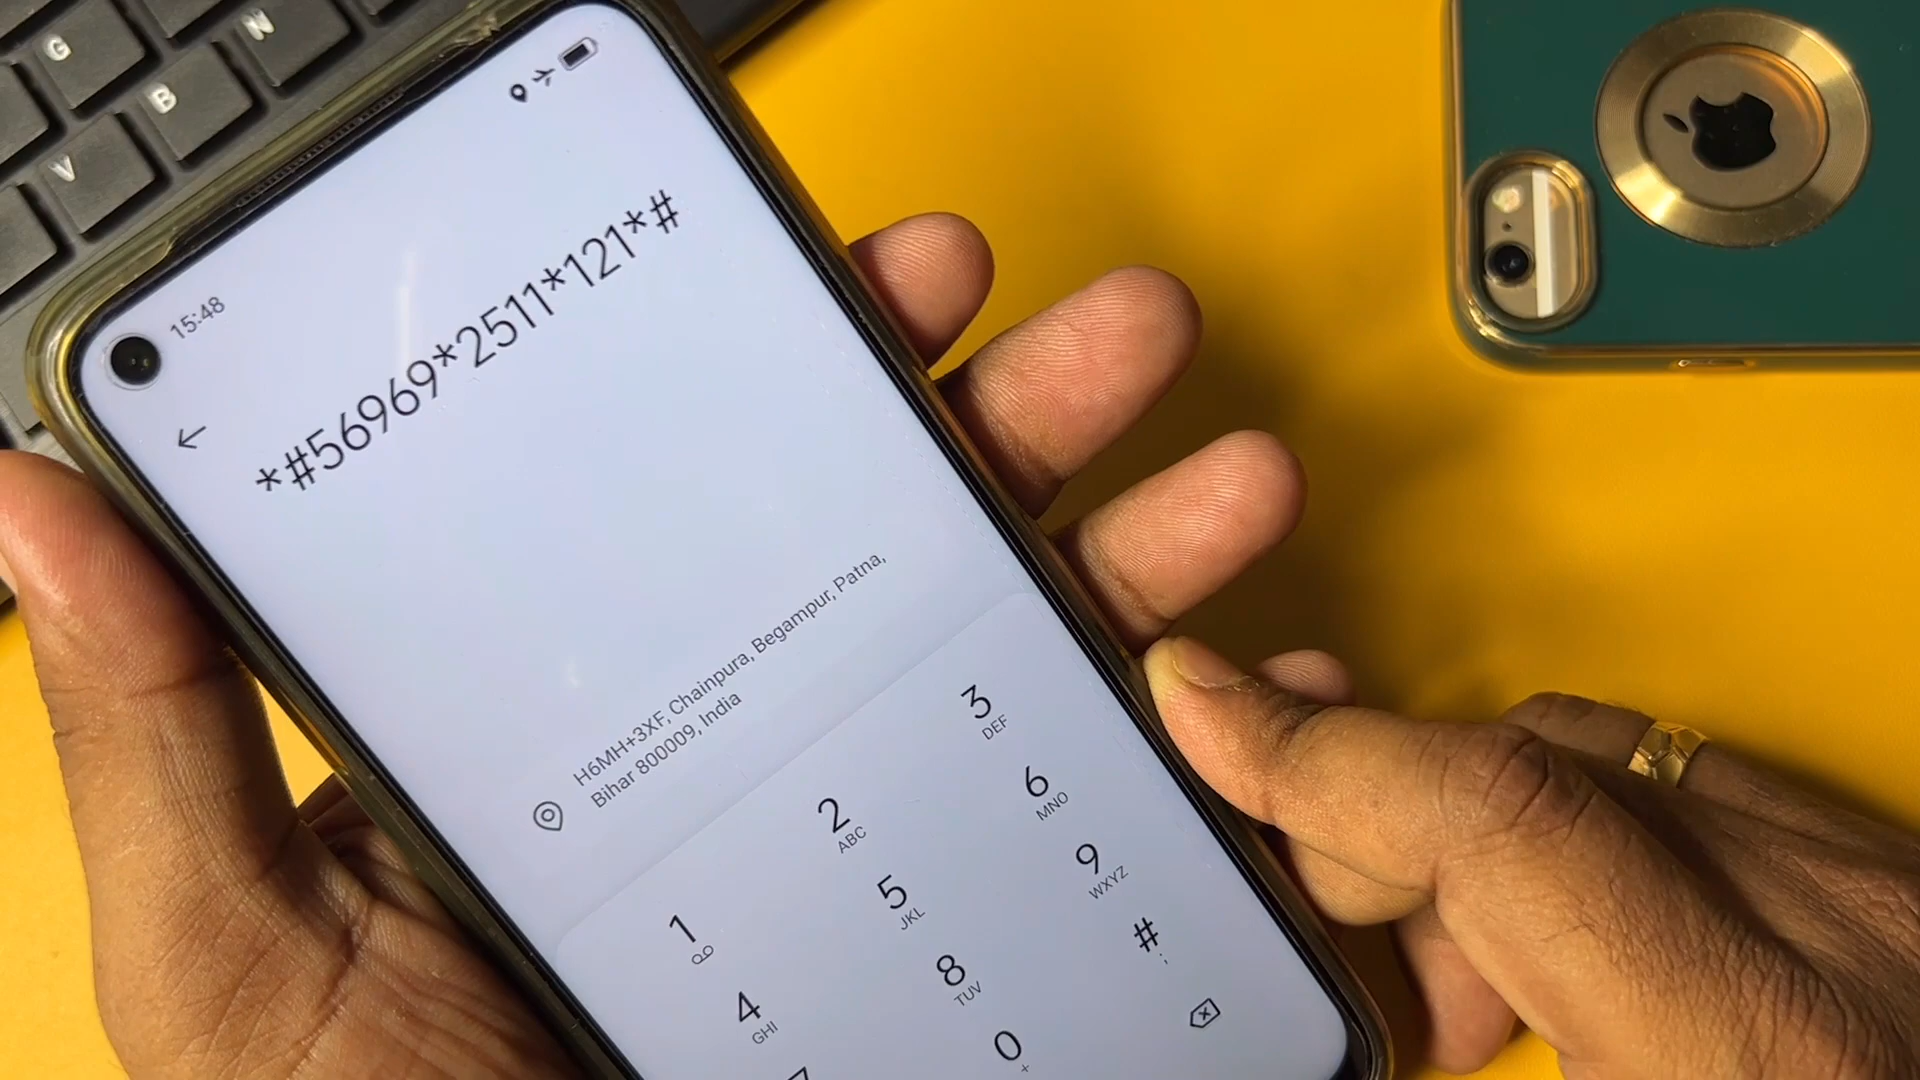 G
N
B
V
15:48
*#56969*2511*121*#
H6MH+3XF, Chainpura, Begampur, Patna,
Bihar 800009, India
1
2
ABC
3
DEF
4
GHI
5
JKL
6
MNO
8
TUV
9
WXYZ
0
+
#
;